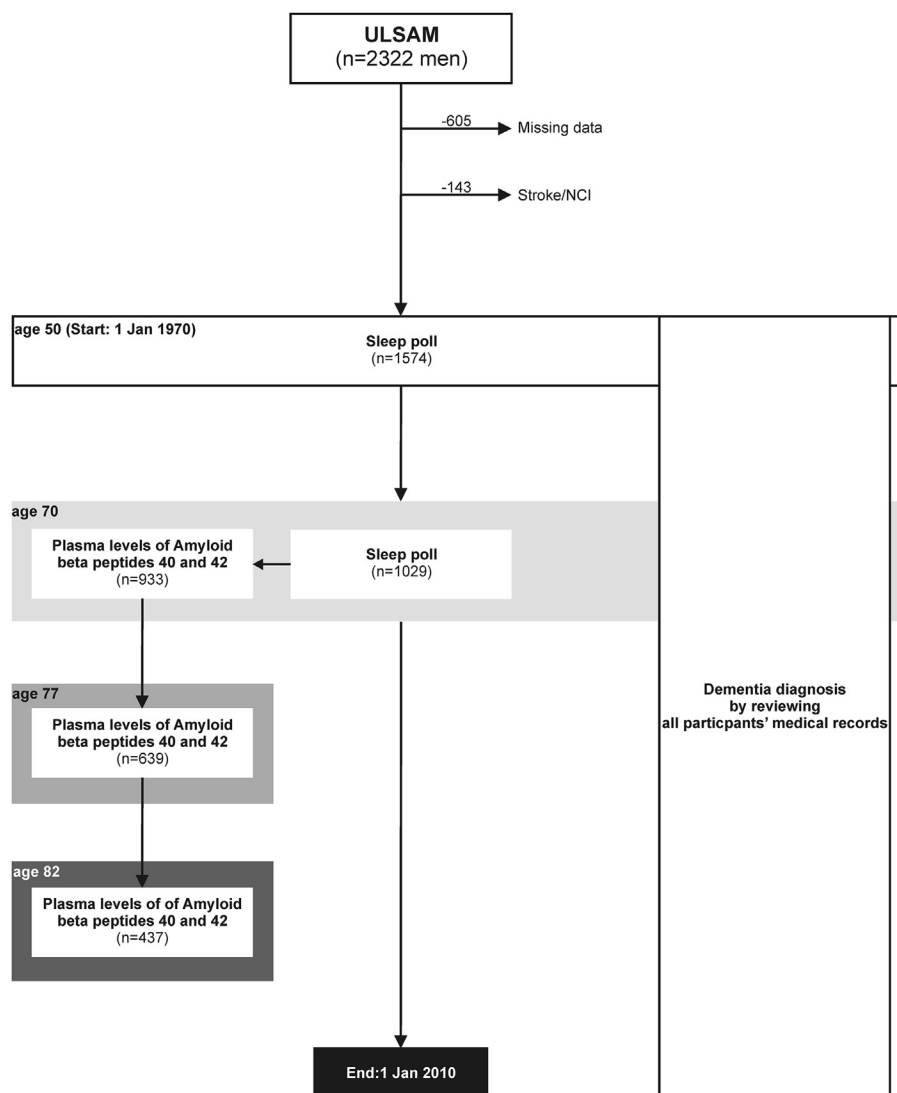 ULSAM
(n=2322 men)
-605
Missing data
-143
Stroke/NCI
age 50 (Start: 1 Jan 1970)
Sleep poll
(n=1574)
age 70
Plasma levels of Amyloid
beta peptides 40 and 42
(n=933)
Sleep poll
(n=1029)
age 77
Plasma levels of Amyloid
beta peptides 40 and 42
(n=639)
Dementia diagnosis
by reviewing
all particpants' medical records
age 82
Plasma levels of of Amyloid
beta peptides 40 and 42
(n=437)
End:1 Jan 2010